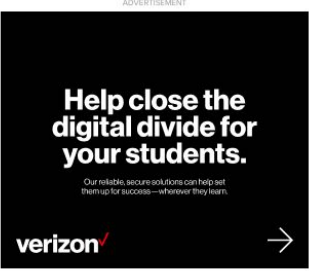 ADVERTISEMENT
Help close the
digital divide for
your students.
Our reliable, secure solutions can help set
them up for success—wherever they learn.
verizon